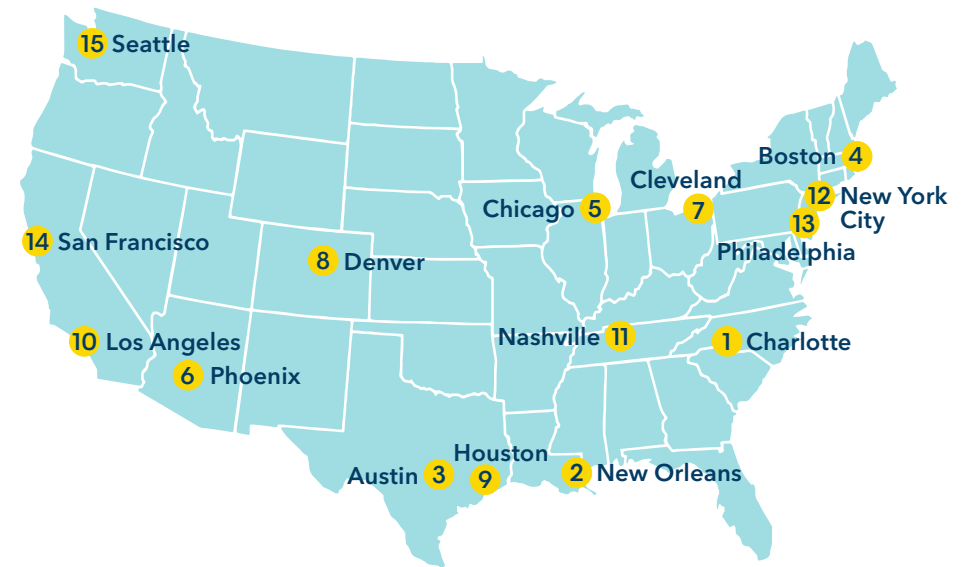 15 Seattle
Boston 4
Cleveland
12 New York
City
Chicago 5
7
13
Philadelphia
14 San Francisco
8 Denver
Nashville 11
1 Charlotte
10 Los Angeles
6 Phoenix
Houston
Austin 3
9
2 New Orleans